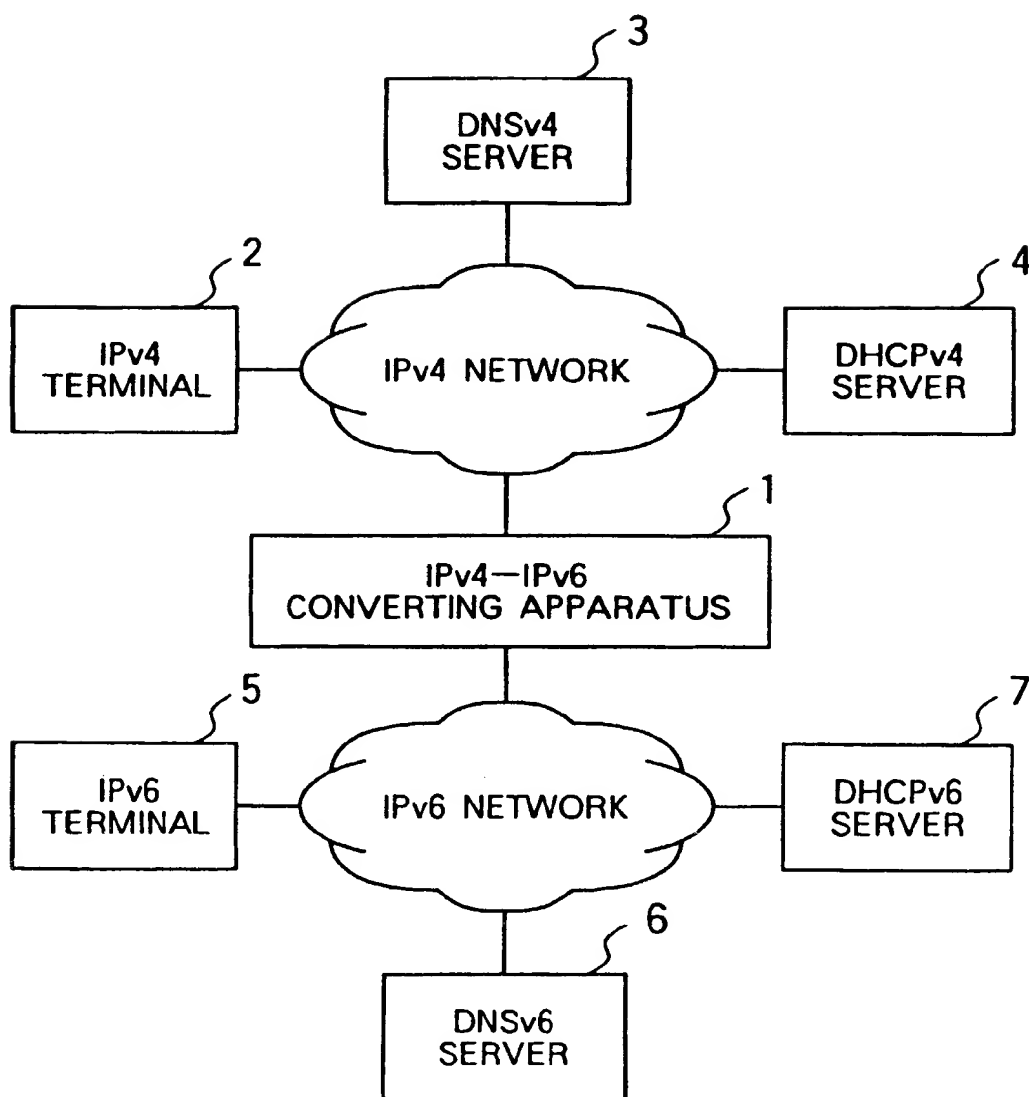 3
DNSv4
SERVER
2
4
IPv4
TERMINAL
IPv4 NETWORK
DHCPv4
SERVER
1
IPv4—IPv6
CONVERTING APPARATUS
5
7
IPv6
TERMINAL
IPv6 NETWORK
DHCPv6
SERVER
6
DNSv6
SERVER